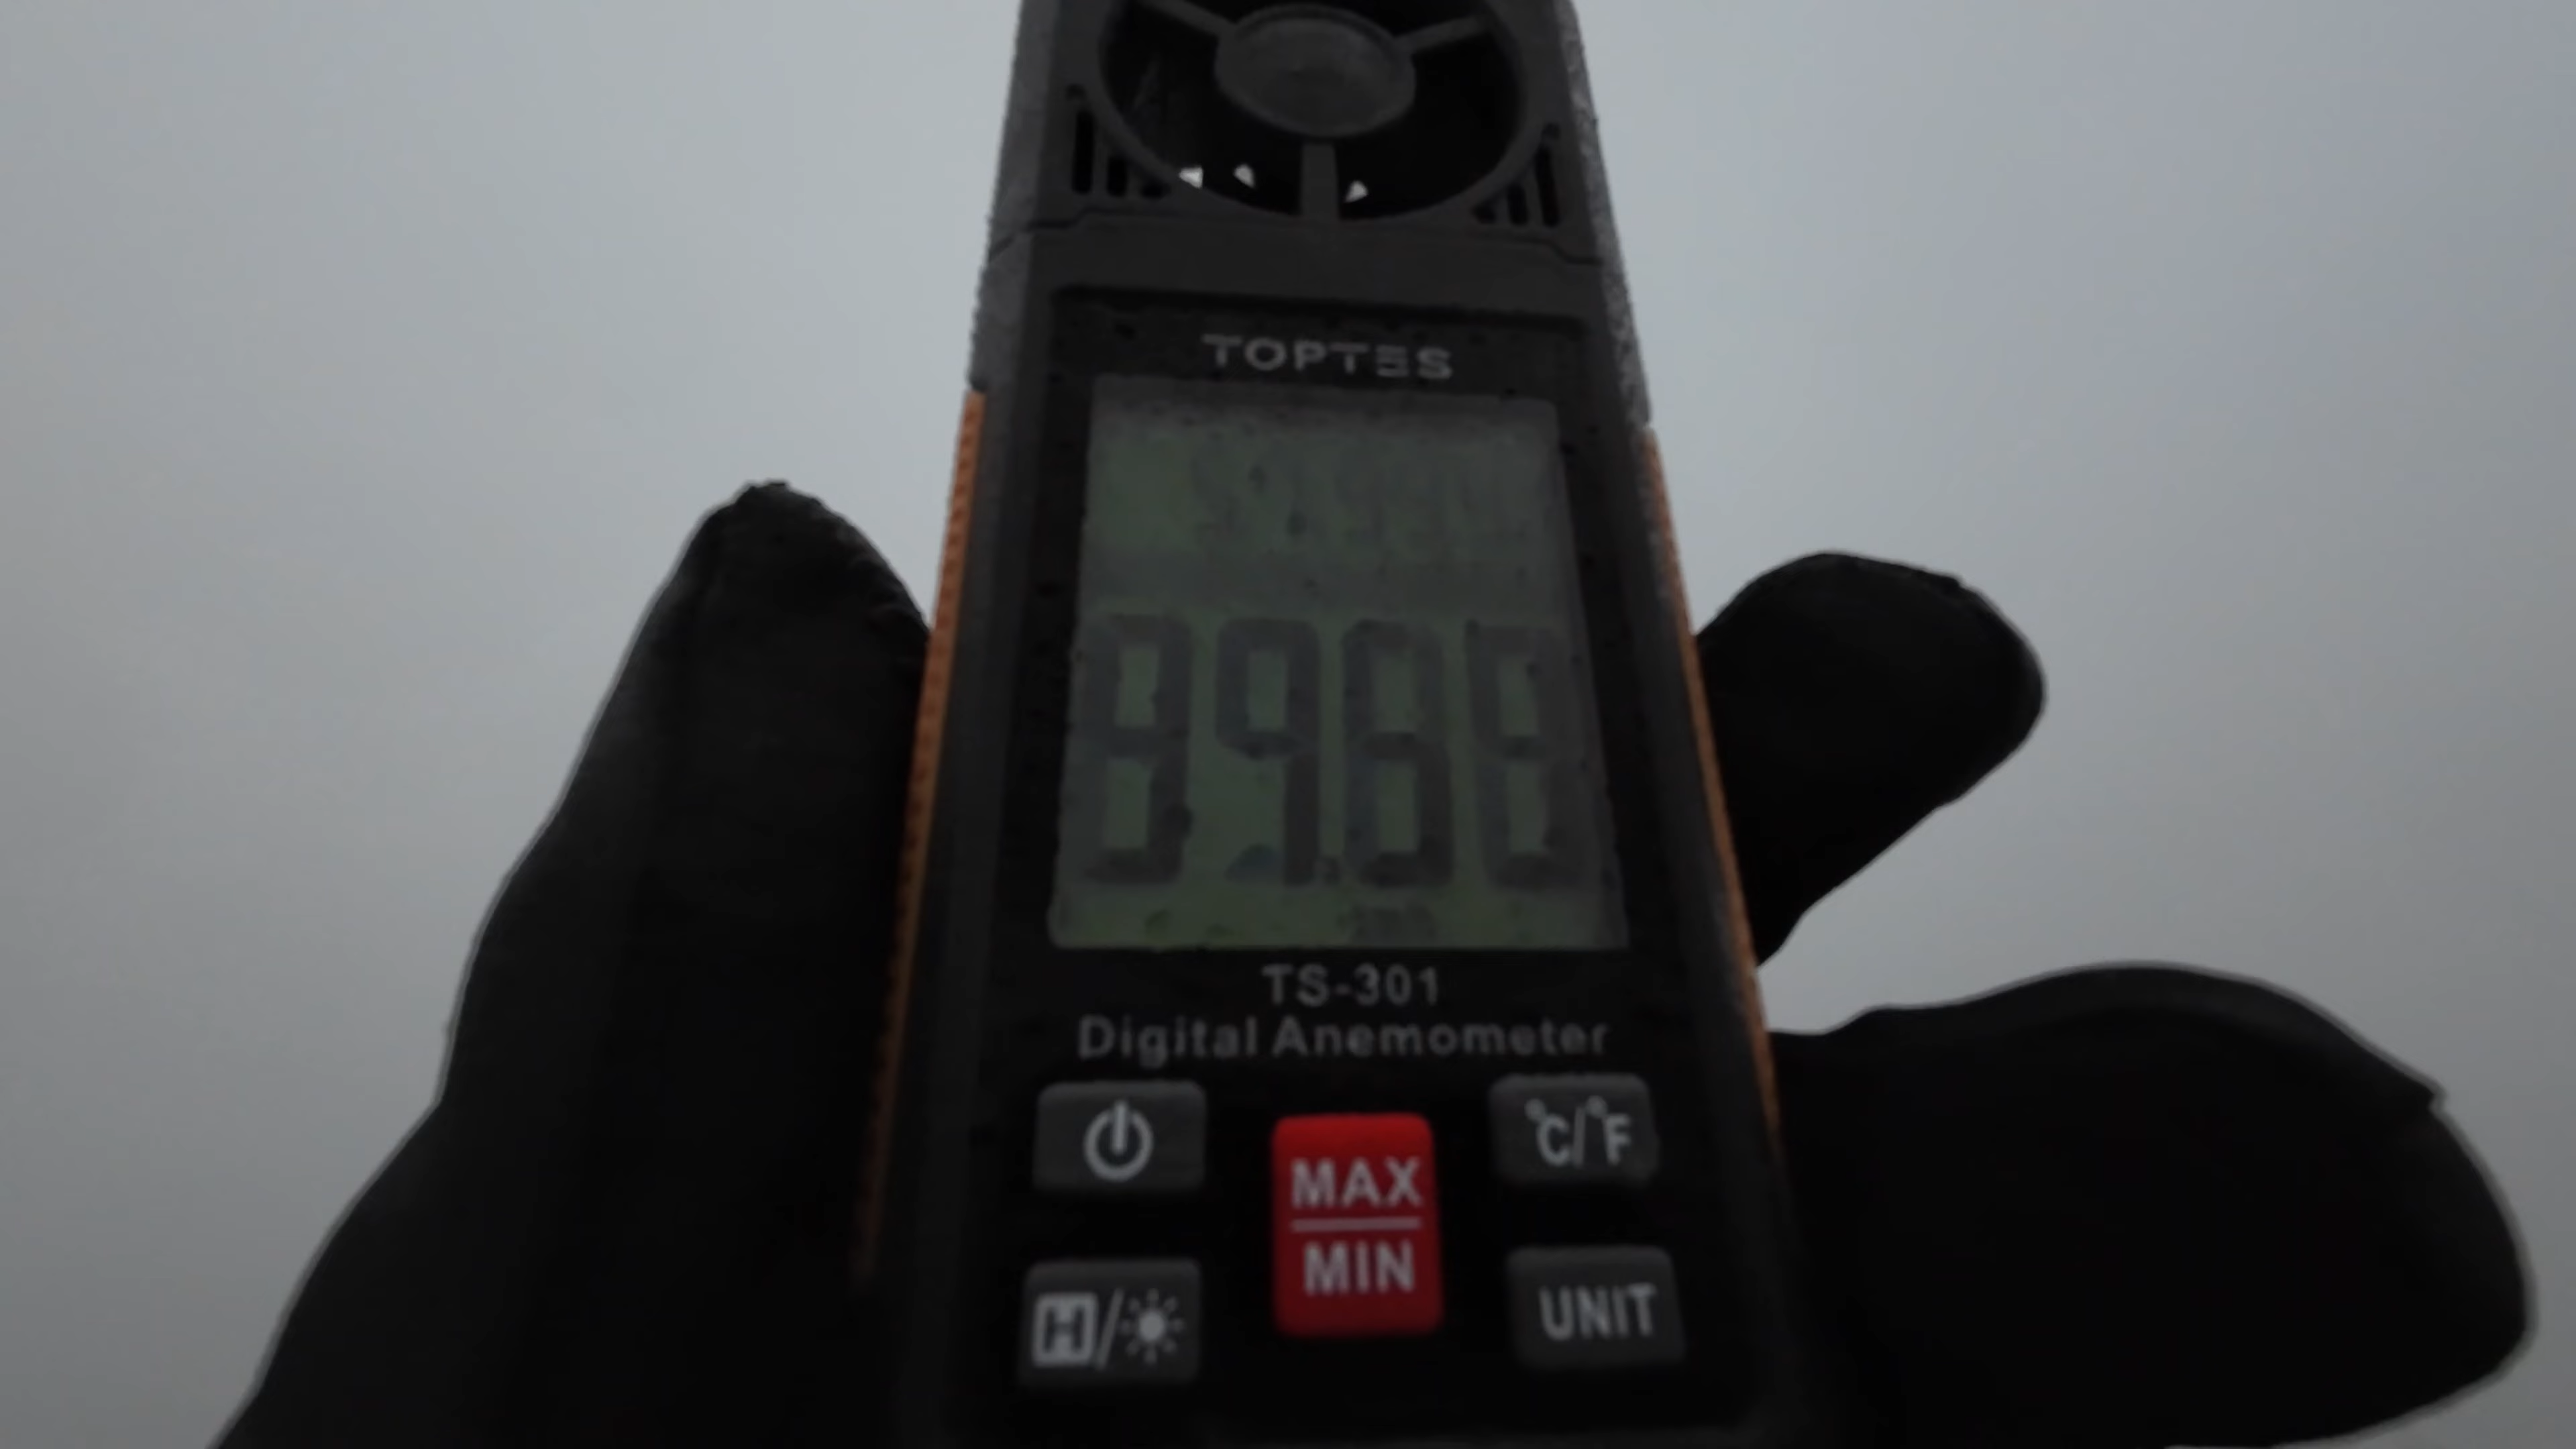 TOPTES
TS-301
Digital Anemometer
°C/°F
MAX
MIN
H/
UNIT